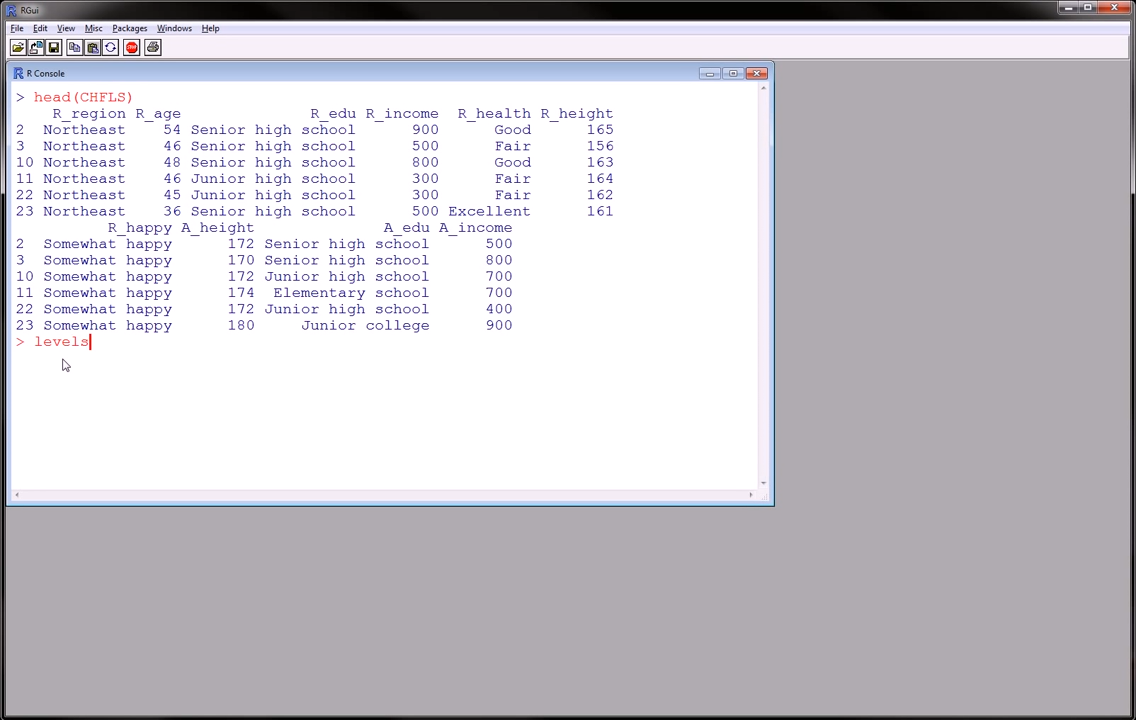 RGui
File Edit View Misc Packages Windows Help
STOP
R Console
> head(CHFLS)
    R_region R_age              R_edu R_income  R_health R_height
2  Northeast    54 Senior high school      900      Good      165
3  Northeast    46 Senior high school      500      Fair      156
10 Northeast    48 Senior high school      800      Good      163
11 Northeast    46 Junior high school      300      Fair      164
22 Northeast    45 Junior high school      300      Fair      162
23 Northeast    36 Senior high school      500 Excellent      161
          R_happy A_height              A_edu A_income
2  Somewhat happy      172 Senior high school      500
3  Somewhat happy      170 Senior high school      800
10 Somewhat happy      172 Junior high school      700
11 Somewhat happy      174  Elementary school      700
22 Somewhat happy      172 Junior high school      400
23 Somewhat happy      180     Junior college      900
> levels